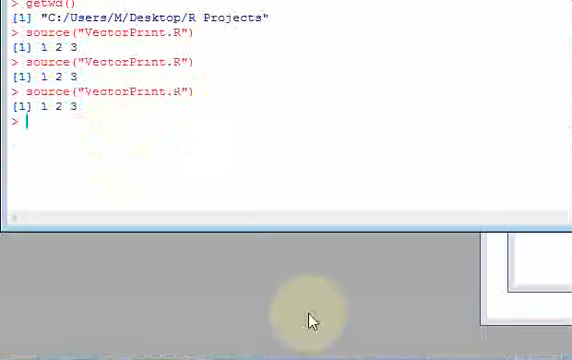 > getwd()
[1] "C:/Users/M/Desktop/R Projects"
> source("VectorPrint.R")
[1] 1 2 3
> source("VectorPrint.R")
[1] 1 2 3
> source("VectorPrint.R")
[1] 1 2 3
>